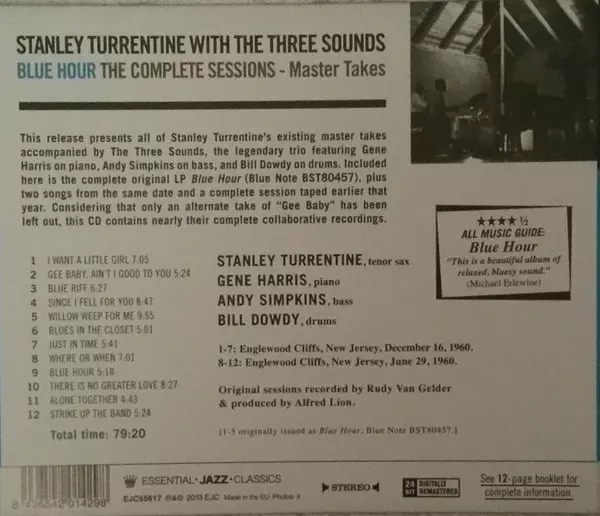 STANLEY TURRENTINE WITH THE THREE SOUNDS
BLUE HOUR THE COMPLETE SESSIONS - Master Takes
This release presents all of Stanley Turrentine's existing master takes
accompanied by The Three Sounds, the legendary trio featuring Gene
Harris on piano, Andy Simpkins on bass, and Bill Dowdy on drums. Included
here is the complete original LP Blue Hour (Blue Note BST80457), plus
two songs from the same date and a complete session taped earlier that
year. Considering that only an alternate take of "Gee Baby" has been
left out, this CD contains nearly their complete collaborative recordings.
★★★★ ½
ALL MUSIC GUIDE:
Blue Hour
"This is a beautiful album of
relaxed, bluesy sound."
(Michael Erlewine)
1 I WANT A LITTLE GIRL 7:05
2 GEE BABY, AIN'T I GOOD TO YOU 5:24
3 BLUE RIFF 6:27
4 SINCE I FELL FOR YOU 8:47
5 WILLOW WEEP FOR ME 9:55
6 BLUES IN THE CLOSET 5:01
7 JUST IN TIME 5:41
8 WHERE OR WHEN 7:01
9 BLUE HOUR 5:18
10 THERE IS NO GREATER LOVE 8:27
11 ALONE TOGETHER 4:43
12 STRIKE UP THE BAND 5:24
Total time: 79:20
STANLEY TURRENTINE, tenor sax
GENE HARRIS, piano
ANDY SIMPKINS, bass
BILL DOWDY, drums
1-7: Englewood Cliffs, New Jersey, December 16, 1960.
8-12: Englewood Cliffs, New Jersey, June 29, 1960.
Original sessions recorded by Rudy Van Gelder
& produced by Alfred Lion.
[1-5 originally issued as Blue Hour, Blue Note BST80457.]
8 436542 014298
ESSENTIAL · JAZZ · CLASSICS
EJC55617 ℗&© 2013 EJC Made in the EU Photos: X
STEREO
24 BIT DIGITALLY REMASTERED
See 12-page booklet for
complete information.